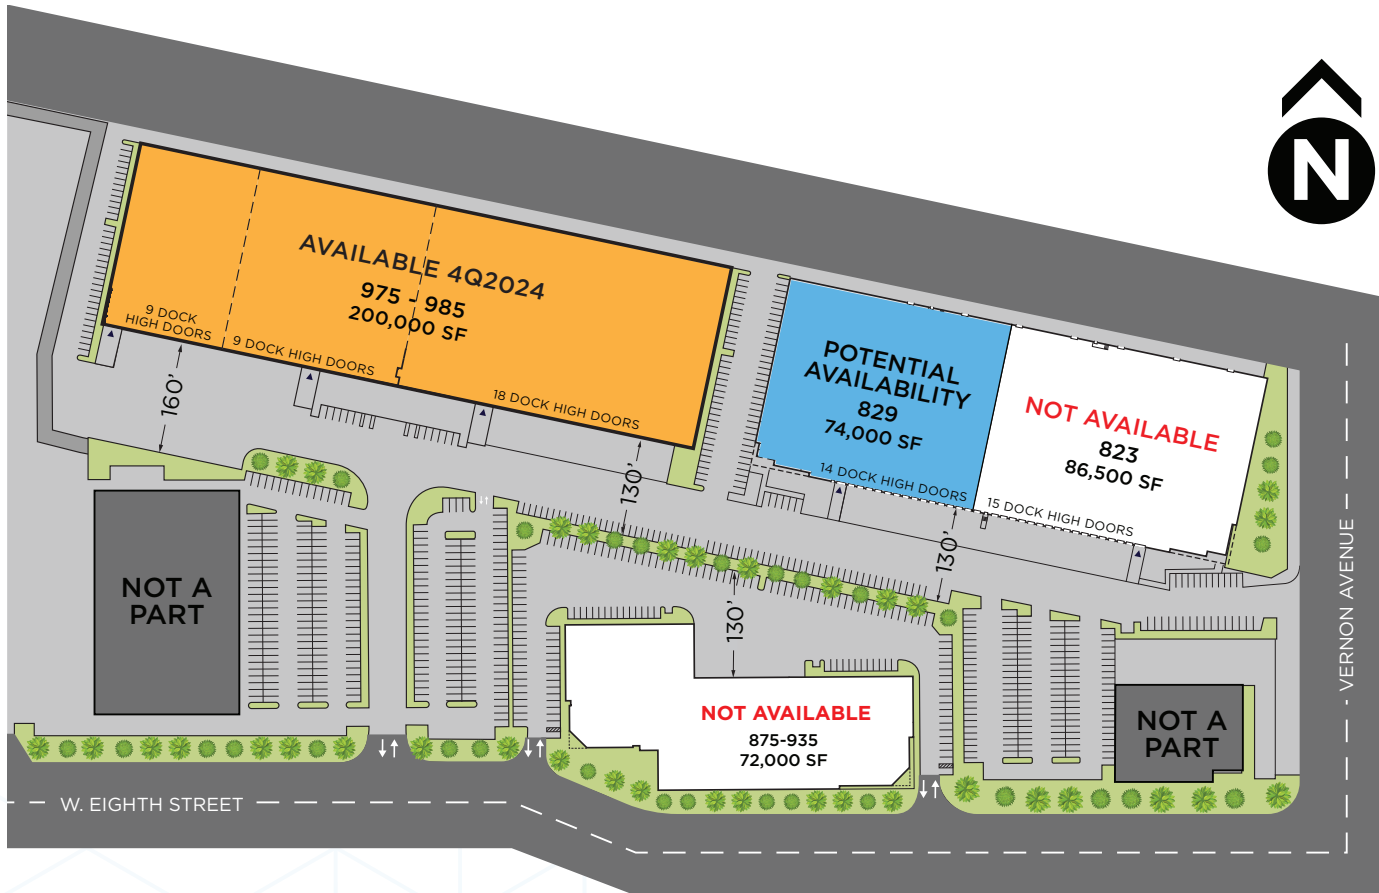 N
AVAILABLE 4Q2024
975 - 985
200,000 SF
9 DOCK
HIGH DOORS
9 DOCK HIGH DOORS
18 DOCK HIGH DOORS
160'
130'
POTENTIAL
AVAILABILITY
829
74,000 SF
14 DOCK HIGH DOORS
NOT AVAILABLE
823
86,500 SF
15 DOCK HIGH DOORS
130'
130'
NOT A
PART
NOT AVAILABLE
875-935
72,000 SF
NOT A
PART
VERNON AVENUE
W. EIGHTH STREET